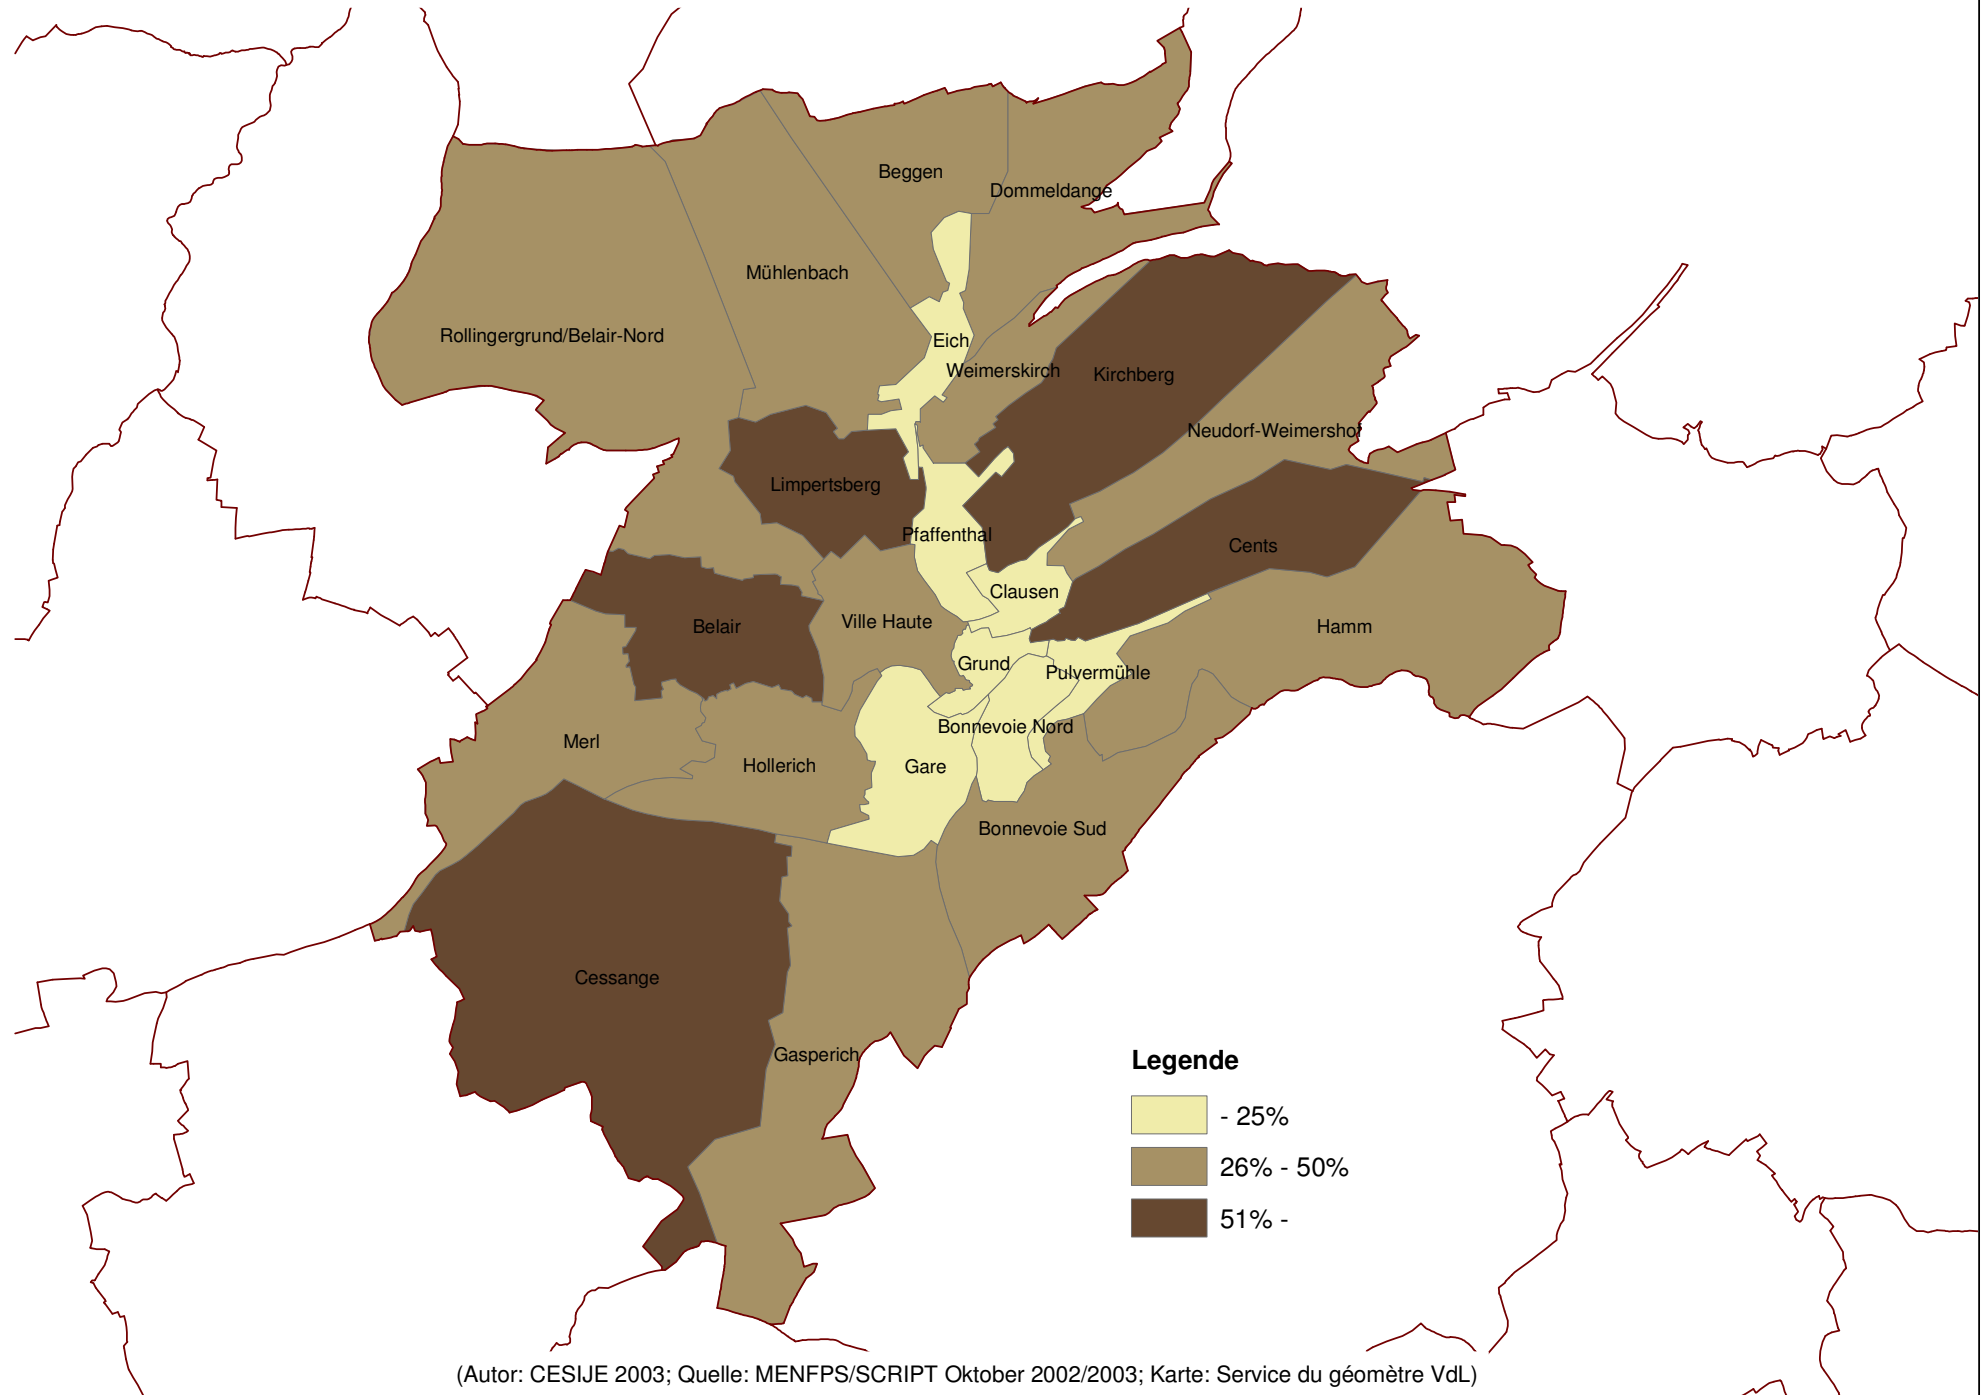 Beggen
Dommeldange
Mühlenbach
Rollingergrund/Belair-Nord
Eich
Weimerskirch
Kirchberg
Neudorf-Weimershof
Limpertsberg
Pfaffenthal
Cents
Clausen
Ville Haute
Belair
Hamm
Grund
Pulvermühle
Bonnevoie Nord
Merl
Hollerich
Gare
Bonnevoie Sud
Cessange
Gasperich
Legende
- 25%
26% - 50%
51% -
(Autor: CESIJE 2003; Quelle: MENFPS/SCRIPT Oktober 2002/2003; Karte: Service du géomètre VdL)